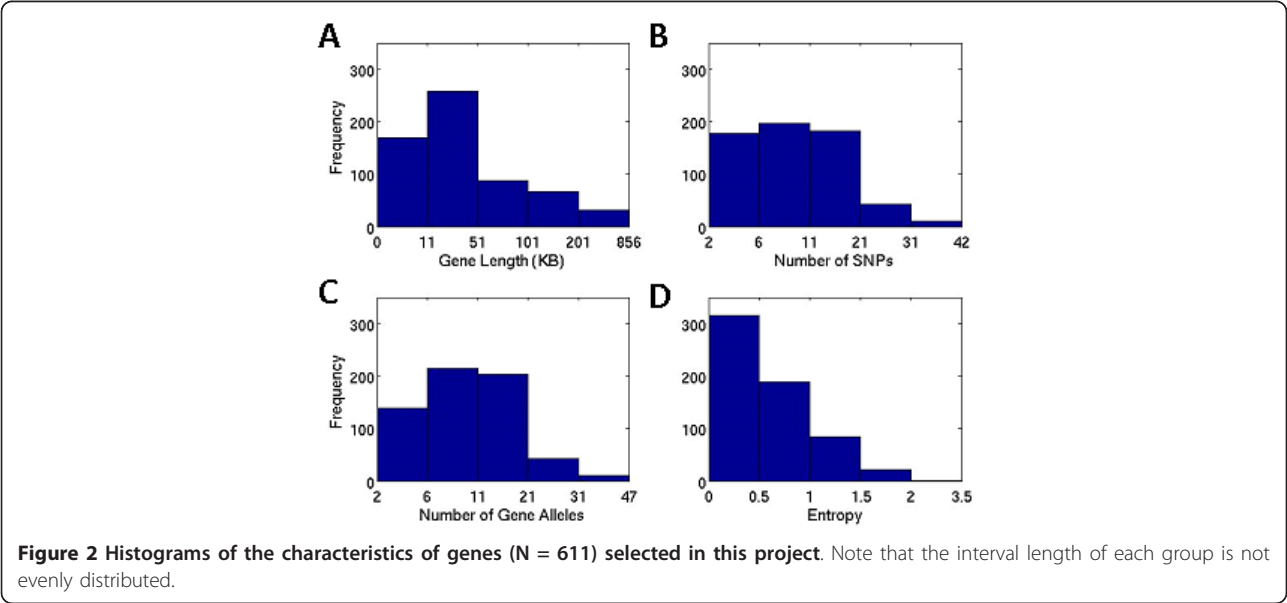 A
300
200
100
0
Frequency
0 11 51 101 201 856
Gene Length (KB)
B
300
200
100
0
2 6 11 21 31 42
Number of SNPs
C
300
200
100
0
Frequency
2 6 11 21 31 47
Number of Gene Alleles
D
300
200
100
0
0 0.5 1 1.5 2 3.5
Entropy
Figure 2 Histograms of the characteristics of genes (N = 611) selected in this project. Note that the interval length of each group is not
evenly distributed.